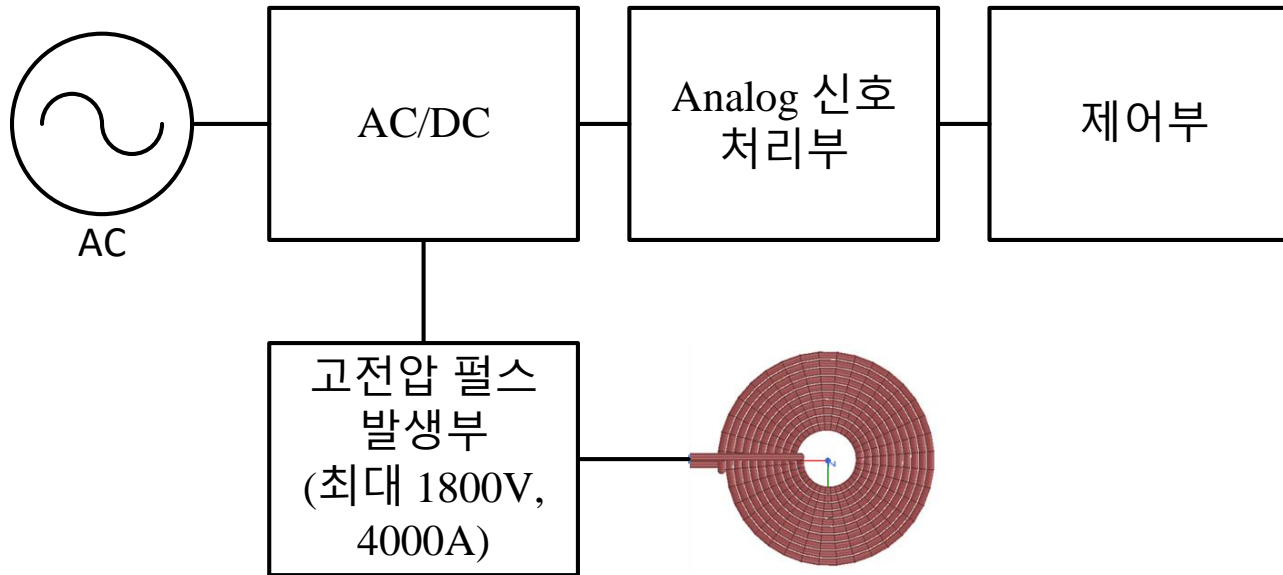 AC
AC/DC
Analog 신호
처리부
제어부
고전압 펄스
발생부
(최대 1800V,
4000A)